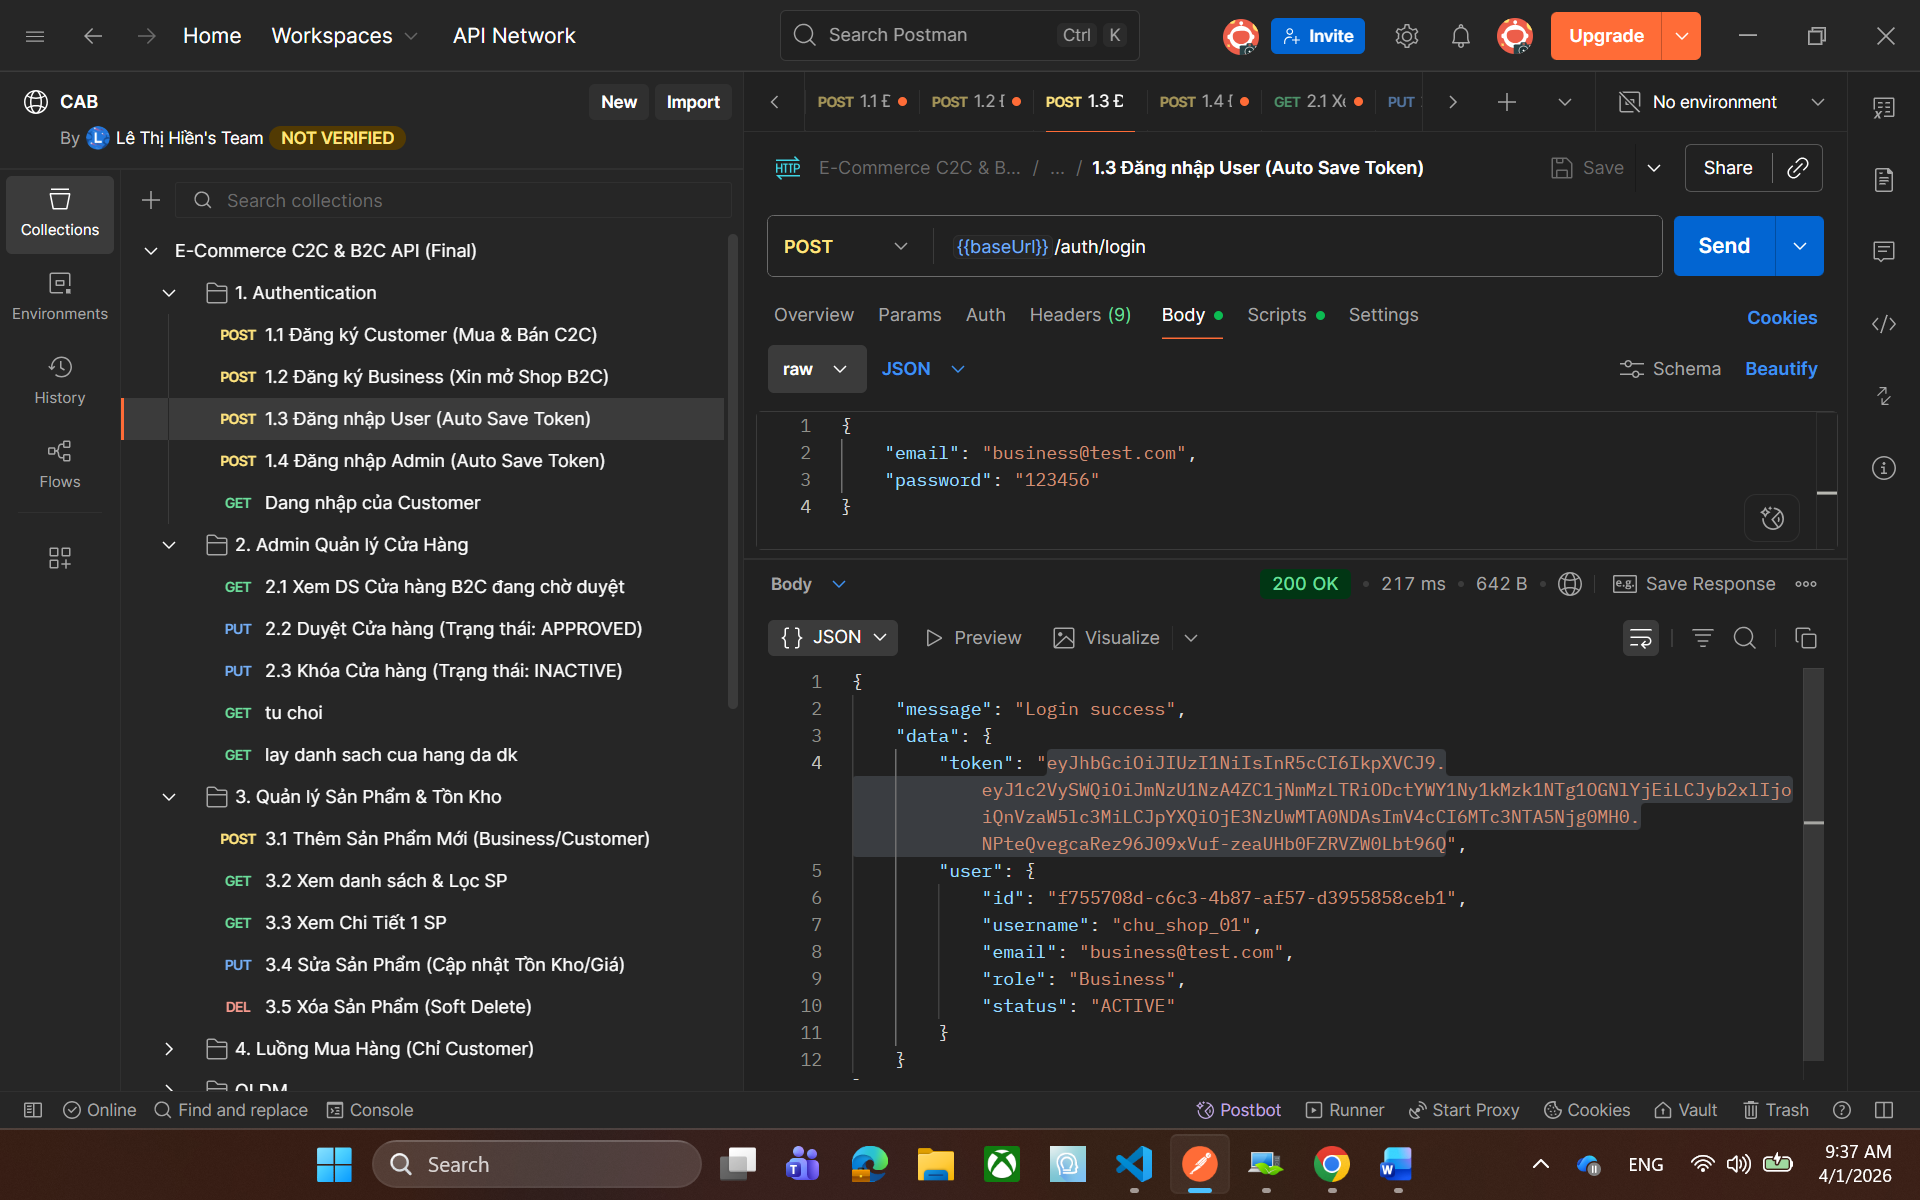 Home
Workspaces
API Network
Search Postman
Ctrl
K
Invite
Upgrade
CAB
New
Import
By
L
Lê Thị Hiền's Team
NOT VERIFIED
POST 1.1 Đ
POST 1.2
POST 1.3 Đ
POST 1.4
GET 2.1 Xe
PUT
No environment
Collections
Environments
History
Flows
Search collections
E-Commerce C2C & B2C API (Final)
1. Authentication
POST 1.1 Đăng ký Customer (Mua & Bán C2C)
POST 1.2 Đăng ký Business (Xin mở Shop B2C)
POST 1.3 Đăng nhập User (Auto Save Token)
POST 1.4 Đăng nhập Admin (Auto Save Token)
GET Dang nhập của Customer
2. Admin Quản lý Cửa Hàng
GET 2.1 Xem DS Cửa hàng B2C đang chờ duyệt
PUT 2.2 Duyệt Cửa hàng (Trạng thái: APPROVED)
PUT 2.3 Khóa Cửa hàng (Trạng thái: INACTIVE)
GET tu choi
GET lay danh sach cua hang da dk
3. Quản lý Sản Phẩm & Tồn Kho
POST 3.1 Thêm Sản Phẩm Mới (Business/Customer)
GET 3.2 Xem danh sách & Lọc SP
GET 3.3 Xem Chi Tiết 1 SP
PUT 3.4 Sửa Sản Phẩm (Cập nhật Tồn Kho/Giá)
DEL 3.5 Xóa Sản Phẩm (Soft Delete)
4. Luồng Mua Hàng (Chỉ Customer)
HTTP
E-Commerce C2C & B... / ... / 1.3 Đăng nhập User (Auto Save Token)
Save
Share
POST
{{baseUrl}} /auth/login
Send
Overview
Params
Auth
Headers (9)
Body
Scripts
Settings
Cookies
raw
JSON
Schema
Beautify
1 {
2 "email": "business@test.com",
3 "password": "123456"
4 }
Body
200 OK
217 ms
642 B
e.g.
Save Response
{} JSON
Preview
Visualize
1 {
2 "message": "Login success",
3 "data": {
4 "token": "eyJhbGciOiJIUzI1NiIsInR5cCI6IkpXVCJ9.
eyJ1c2VySWQiOiJmNzU1NzA4ZC1jNmMzLTRiODctYWY1Ny1kMzk1NTg1OGNlYjEiLCJyb2xlIjo
iQnVzaW5lc3MiLCJpYXQiOjE3NzUwMTA0NDAsImV4cCI6MTc3NTA5Njg0MH0.
NPteQvegcaRez96J09xVuf-zeaUHb0FZRVZW0Lbt96Q",
5 "user": {
6 "id": "f755708d-c6c3-4b87-af57-d3955858ceb1",
7 "username": "chu_shop_01",
8 "email": "business@test.com",
9 "role": "Business",
10 "status": "ACTIVE"
11 }
12 }
Online
Find and replace
Console
Postbot
Runner
Start Proxy
Cookies
Vault
Trash
Search
ENG
9:37 AM
4/1/2026